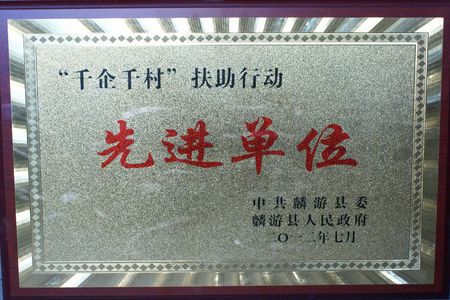 “千企千村”扶助行动
先进单位
中共麟游县委
麟游县人民政府
二〇一二年七月